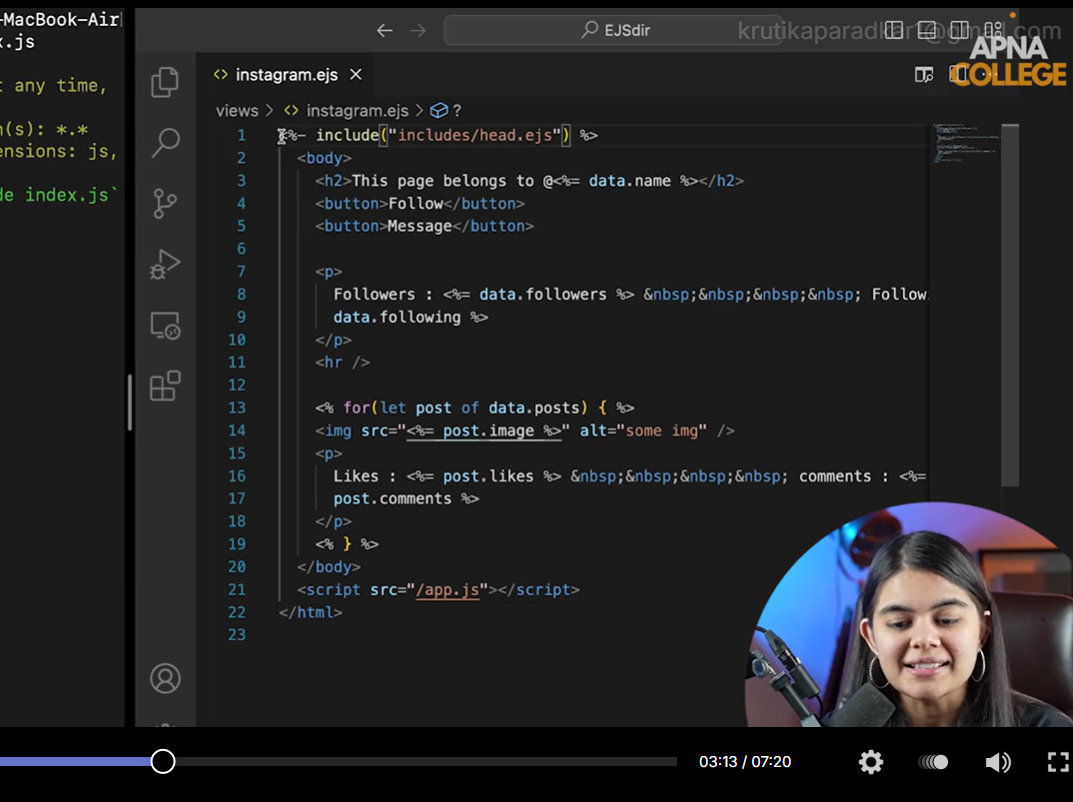 -MacBook-Air
x.js
t any time,
n(s): *.*
ensions: js,
de index.js`
EJSdir
krutikaparadkar1@gmail.com
APNA
COLLEGE
<> instagram.ejs ×
views > <> instagram.ejs > ?
1 <%- include("includes/head.ejs") %>
2 <body>
3 <h2>This page belongs to @<%= data.name %></h2>
4 <button>Follow</button>
5 <button>Message</button>
6
7 <p>
8 Followers : <%= data.followers %> &nbsp;&nbsp;&nbsp;&nbsp; Follow
9 data.following %>
10 </p>
11 <hr />
12
13 <% for(let post of data.posts) { %>
14 <img src="<%= post.image %>" alt="some img" />
15 <p>
16 Likes : <%= post.likes %> &nbsp;&nbsp;&nbsp;&nbsp; comments : <%=
17 post.comments %>
18 </p>
19 <% } %>
20 </body>
21 <script src="/app.js"></script>
22 </html>
23
03:13 / 07:20